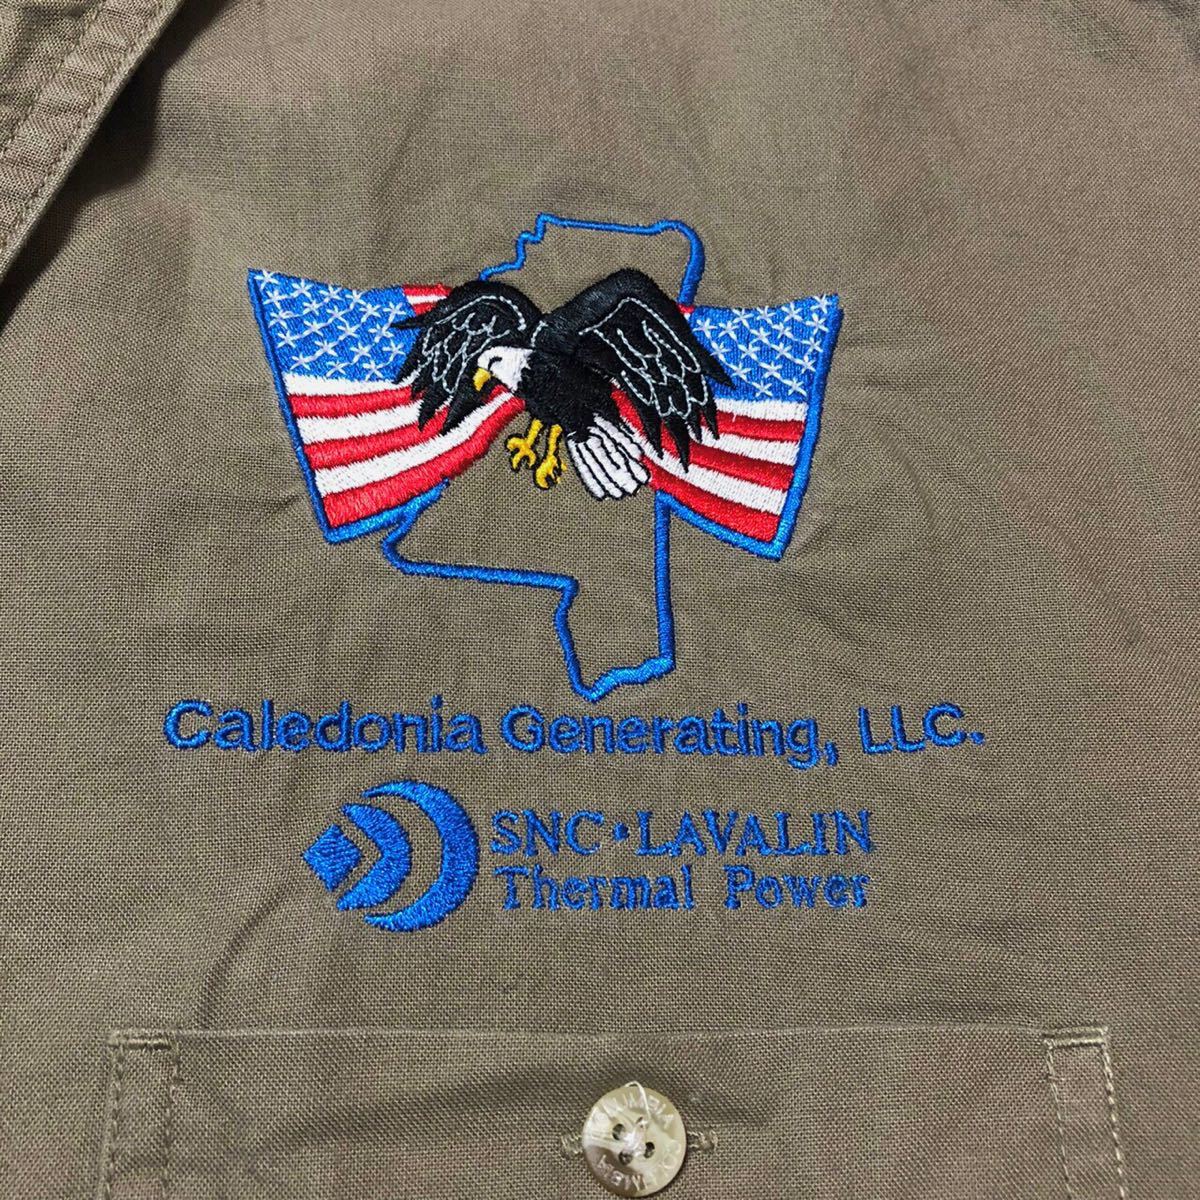 Caledonia Generating, LLC.
SNC•LAVALIN
Thermal Power